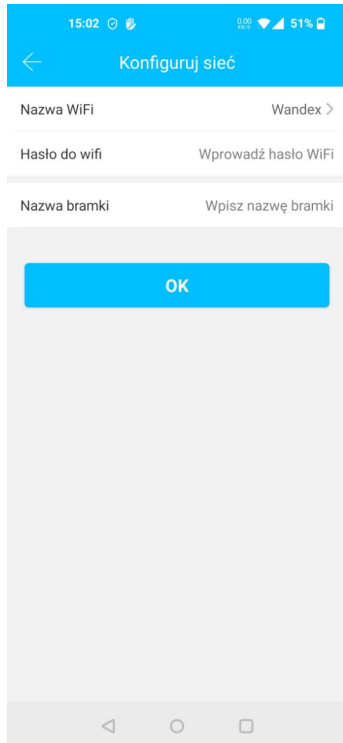 15:02 0.00 KB/S 51%
Konfiguruj sieć
Nazwa WiFi Wandex
Hasło do wifi Wprowadź hasło WiFi
Nazwa bramki Wpisz nazwę bramki
OK